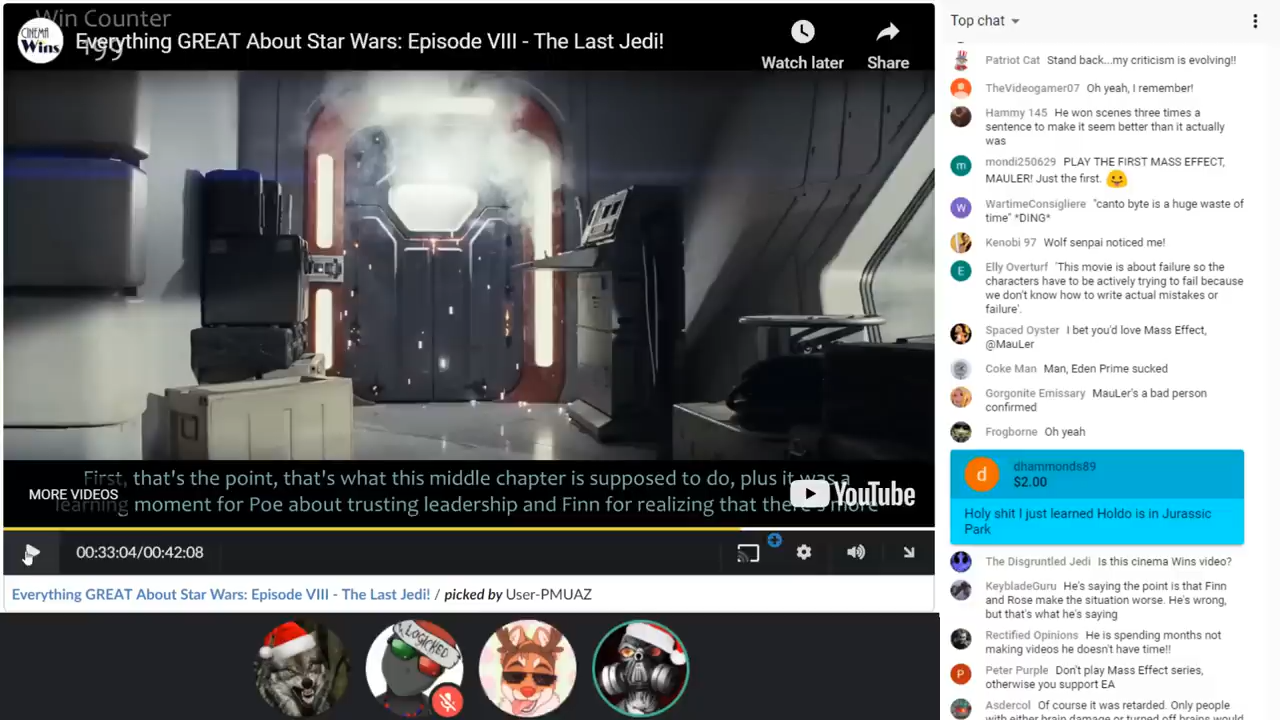 Win Counter
199
CINEMA
Wins
Everything GREAT About Star Wars: Episode VIII - The Last Jedi!
Watch later
Share
First, that's the point, that's what this middle chapter is supposed to do, plus it was a
learning moment for Poe about trusting leadership and Finn for realizing that there's more
MORE VIDEOS
YouTube
00:33:04/00:42:08
Everything GREAT About Star Wars: Episode VIII - The Last Jedi! / picked by User-PMUAZ
LOGICKED
Top chat
Patriot Cat Stand back...my criticism is evolving!!
TheVideogamer07 Oh yeah, I remember!
Hammy 145 He won scenes three times a
sentence to make it seem better than it actually
was
m
mondi250629 PLAY THE FIRST MASS EFFECT,
MAULER! Just the first.
W
WartimeConsigliere "canto byte is a huge waste of
time" *DING*
Kenobi 97 Wolf senpai noticed me!
E
Elly Overturf 'This movie is about failure so the
characters have to be actively trying to fail because
we don't know how to write actual mistakes or
failure'.
Spaced Oyster I bet you'd love Mass Effect,
@MauLer
Coke Man Man, Eden Prime sucked
Gorgonite Emissary MauLer's a bad person
confirmed
Frogborne Oh yeah
d
dhammonds89
$2.00
Holy shit I just learned Holdo is in Jurassic
Park
The Disgruntled Jedi Is this cinema Wins video?
KeybladeGuru He's saying the point is that Finn
and Rose make the situation worse. He's wrong,
but that's what he's saying
Rectified Opinions He is spending months not
making videos he doesn't have time!!
P
Peter Purple Don't play Mass Effect series,
otherwise you support EA
Asdercol Of course it was retarded. Only people
with either brain damage or turned off brains would